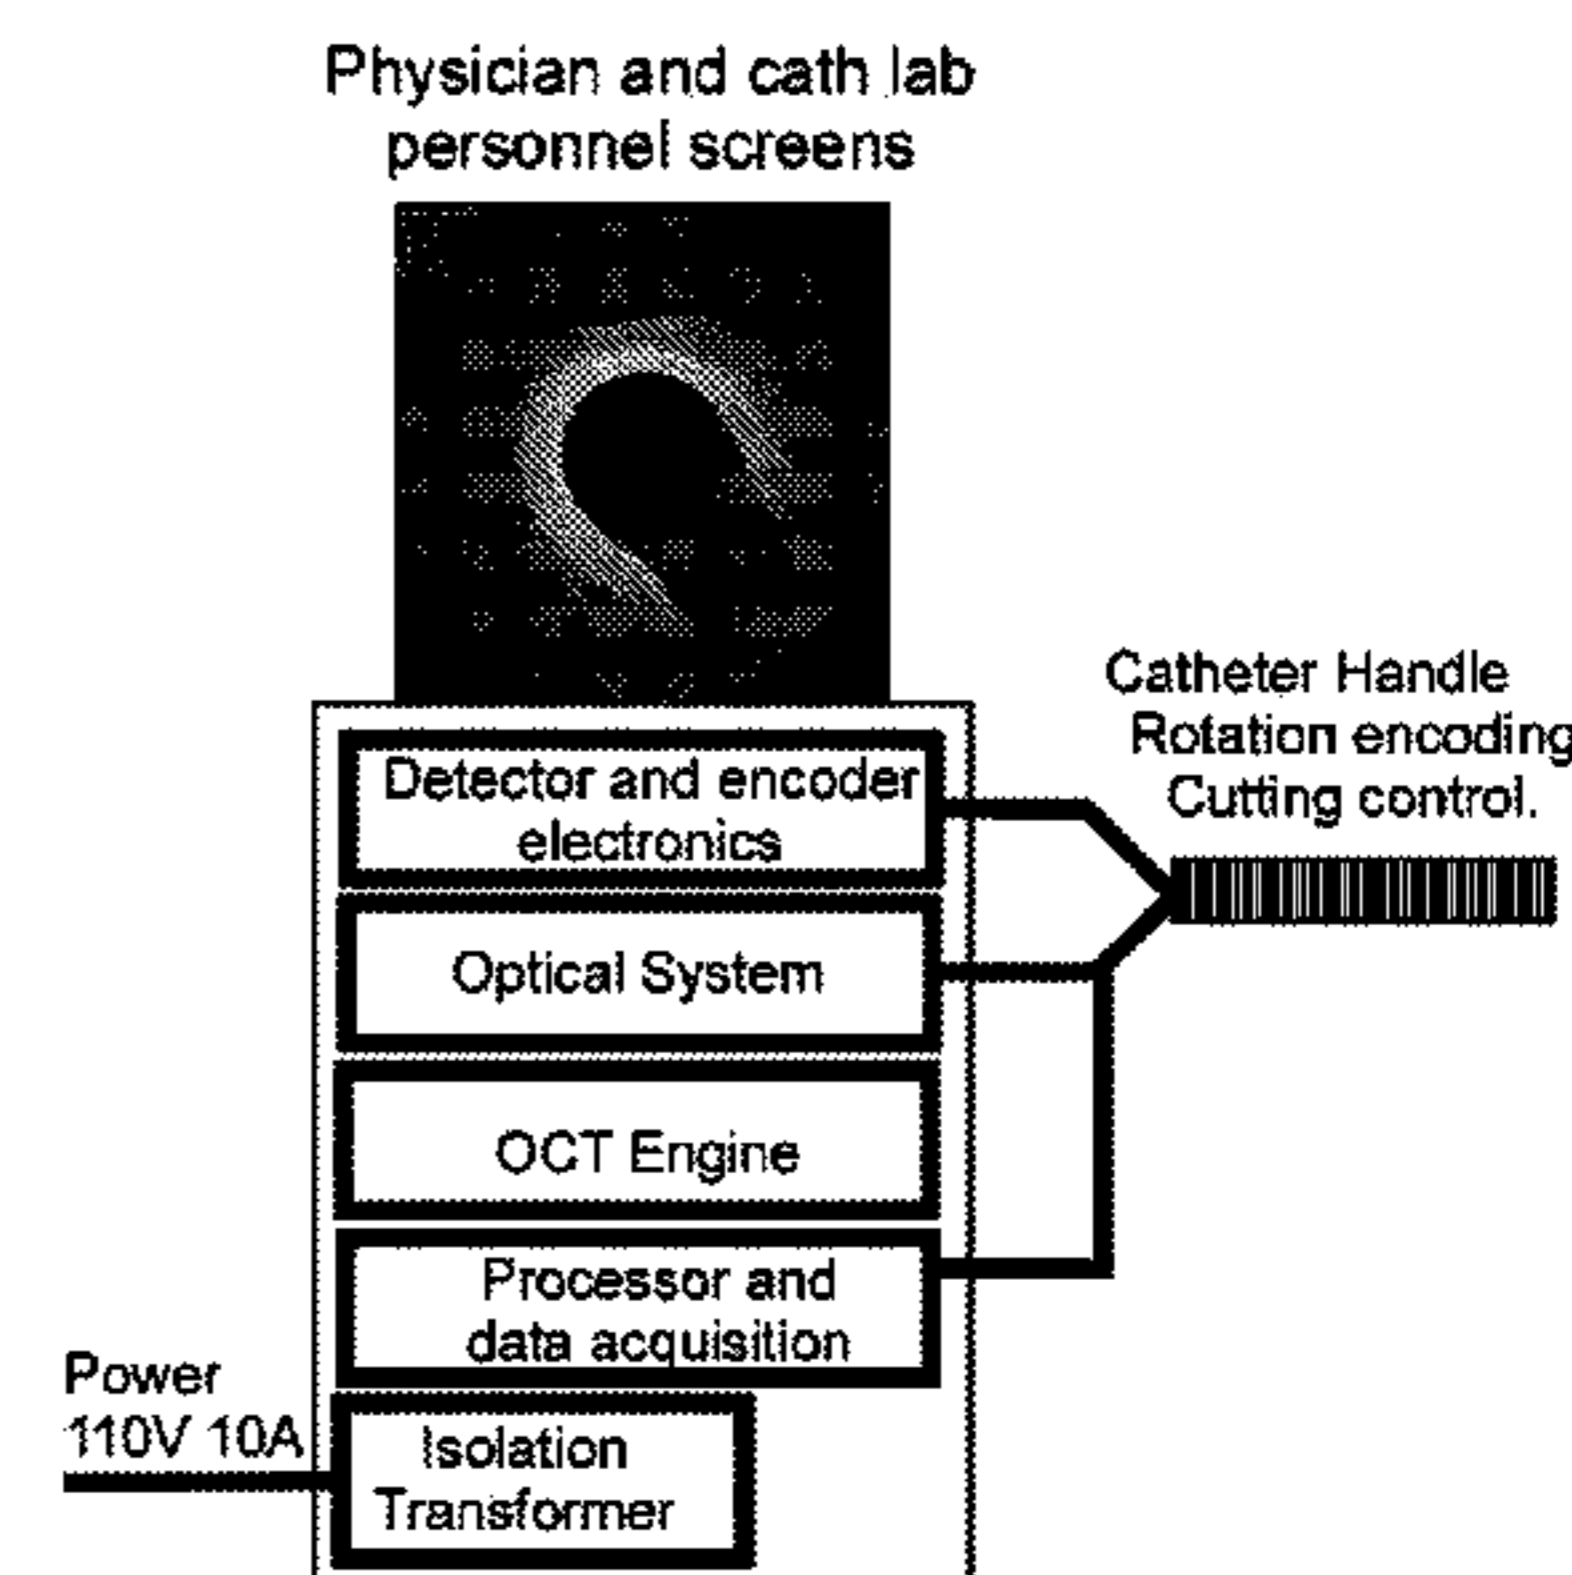 Physician and cath lab
personnel screens
Catheter Handle
Rotation encoding
Cutting control.
Detector and encoder
electronics
Optical System
OCT Engine
Processor and
data acquisition
Power
110V 10A
Isolation
Transformer